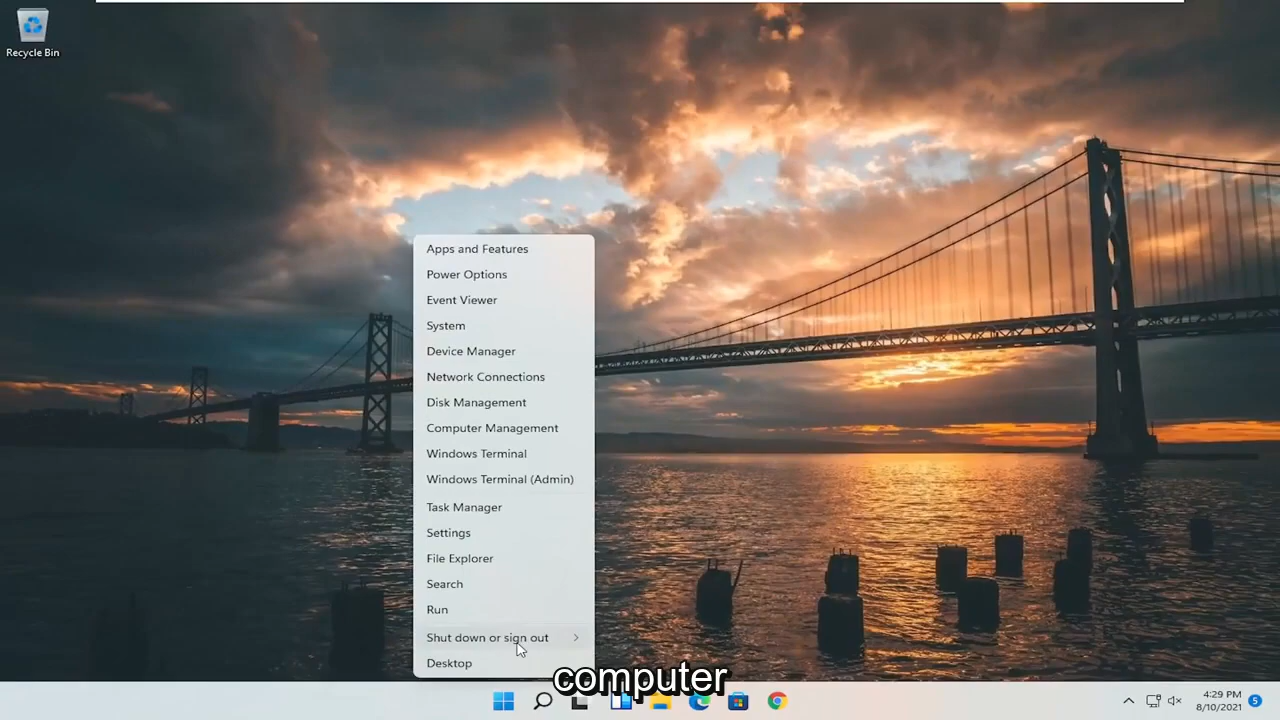 Recycle Bin
Apps and Features
Power Options
Event Viewer
System
Device Manager
Network Connections
Disk Management
Computer Management
Windows Terminal
Windows Terminal (Admin)
Task Manager
Settings
File Explorer
Search
Run
Shut down or sign out
Desktop
computer
4:29 PM
8/10/2021
5